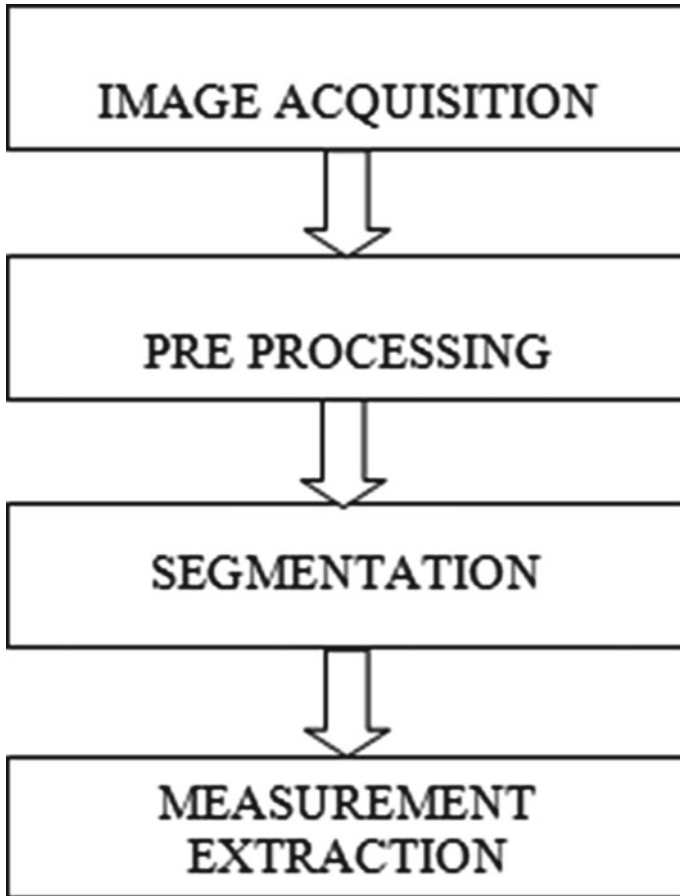 IMAGE ACQUISITION
PRE PROCESSING
SEGMENTATION
MEASUREMENT
EXTRACTION